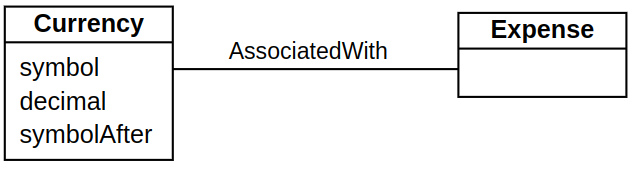 Currency
symbol
decimal
symbolAfter
AssociatedWith
Expense